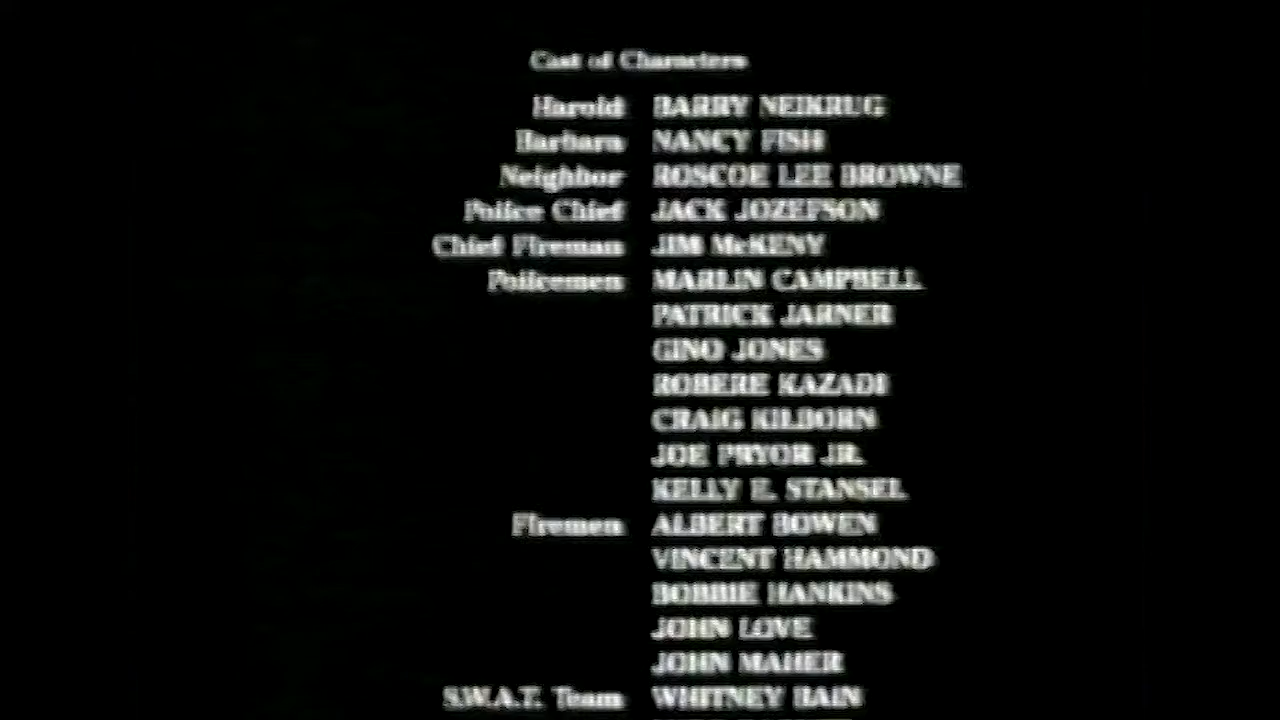 Cast of Characters
Harold BARRY NEIKRUG
Barbara NANCY FISH
Neighbor ROSCOE LEE BROWNE
Police Chief JACK JOZEFSON
Chief Fireman JIM McKENY
Policemen MARLIN CAMPBELL
PATRICK JARNER
GINO JONES
ROBERE KAZADI
CRAIG KILBORN
JOE PRYOR JR.
KELLY E. STANSEL
Firemen ALBERT BOWEN
VINCENT HAMMOND
BOBBIE HANKINS
JOHN LOVE
JOHN MAHER
S.W.A.T. Team WHITNEY BAIN